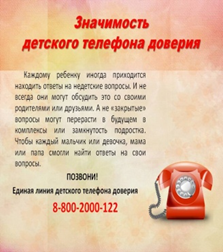 Значимость
детского телефона доверия
Каждому ребенку иногда приходится
находить ответы на недетские вопросы. И не
всегда они могут обсудить это со своими
родителями или друзьями. А не «закрытые»
вопросы могут перерасти в будущем в
комплексы или замкнутость подростка.
Чтобы каждый мальчик или девочка, мама
или папа смогли найти ответы на свои
вопросы.
ПОЗВОНИ!
Единая линия детского телефона доверия
8-800-2000-122